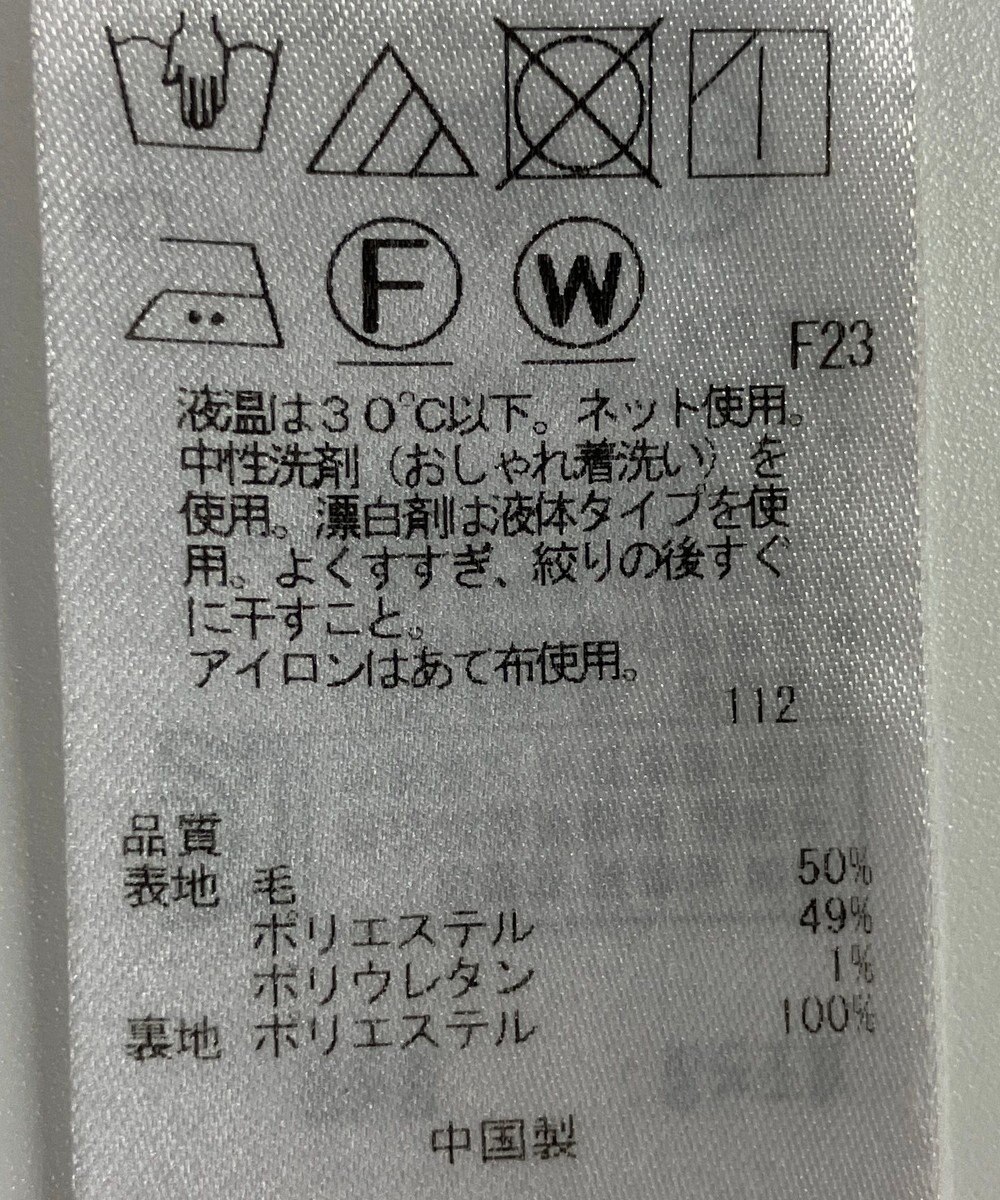 F
W
F23
液温は30℃以下。ネット使用。
中性洗剤(おしゃれ着洗い)を
使用。漂白剤は液体タイプを使
用。よくすすぎ、絞りの後すぐ
に干すこと。
アイロンはあて布使用。
112
品質
表地 毛 50%
ポリエステル 49%
ポリウレタン 1%
裏地 ポリエステル 100%
中国製